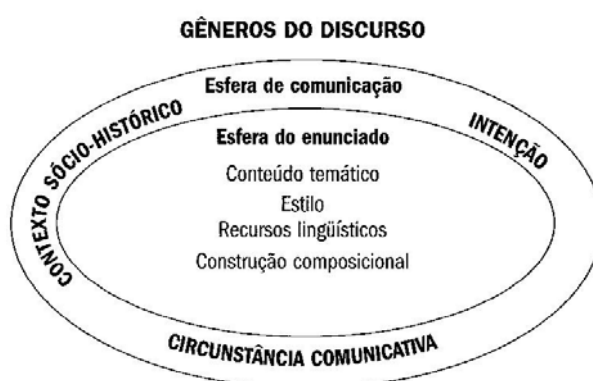 GÊNEROS DO DISCURSO
Esfera de comunicação
CONTEXTO SÓCIO-HISTÓRICO
INTENÇÃO
Esfera do enunciado
Conteúdo temático
Estilo
Recursos lingüísticos
Construção composicional
CIRCUNSTÂNCIA COMUNICATIVA